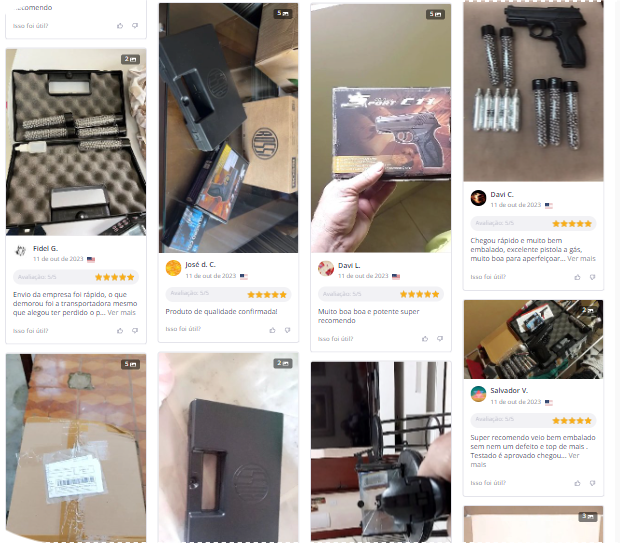 Isso foi útil?
2
Fidel G.
11 de out de 2023
Avaliação: 5/5
Envio da empresa foi rápido, o que
demorou foi a transportadora mesmo
que alegou ter perdido o p... Ver mais
Isso foi útil?
5
5
José d. C.
11 de out de 2023
Avaliação: 5/5
Produto de qualidade confirmada!
Isso foi útil?
2
5
SPORT C11
Davi L.
11 de out de 2023
Avaliação: 5/5
Muito boa boa e potente super
recomendo
Isso foi útil?
Davi C.
11 de out de 2023
Avaliação: 5/5
Chegou rápido e muito bem
embalado, excelente pistola a gás,
muito boa para aperfeiçoar... Ver mais
Isso foi útil?
2
Salvador V.
11 de out de 2023
Avaliação: 5/5
Super recomendo veio bem embalado
sem nem um defeito e top de mais .
Testado é aprovado chegou... Ver
mais
Isso foi útil?
3